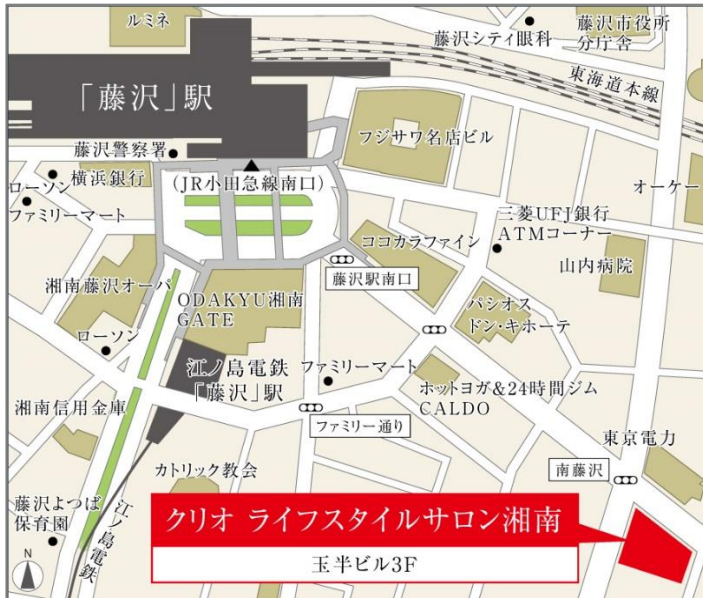 ルミネ
藤沢シティ眼科
藤沢市役所
分庁舎
東海道本線
「藤沢」駅
フジサワ名店ビル
藤沢警察署
横浜銀行
(JR小田急線南口)
ローソン
ファミリーマート
オーケー
三菱UFJ銀行
ATMコーナー
ココカラファイン
山内病院
藤沢駅南口
湘南藤沢オーパ
ODAKYU湘南
GATE
パシオス
ドン・キホーテ
ローソン
江ノ島電鉄
「藤沢」駅
ファミリーマート
ホットヨガ&24時間ジム
CALDO
湘南信用金庫
ファミリー通り
東京電力
カトリック教会
南藤沢
藤沢よつば
保育園
江ノ島電鉄
クリオ ライフスタイルサロン湘南
玉半ビル3F
N